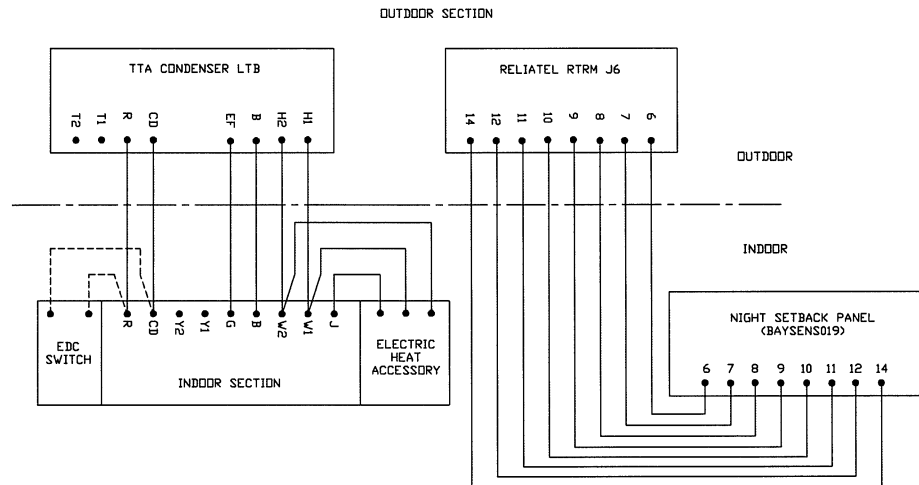 OUTDOOR SECTION
TTA CONDENSER LTB
T2 T1 R CD EF B H2 H1
RELIATEL RTRM J6
14 12 11 10 9 8 7 6
OUTDOOR
INDOOR
EDC
SWITCH
R CD Y2 Y1 G B W2 W1 J
INDOOR SECTION
ELECTRIC
HEAT
ACCESSORY
NIGHT SETBACK PANEL
(BAYSENS019)
6 7 8 9 10 11 12 14